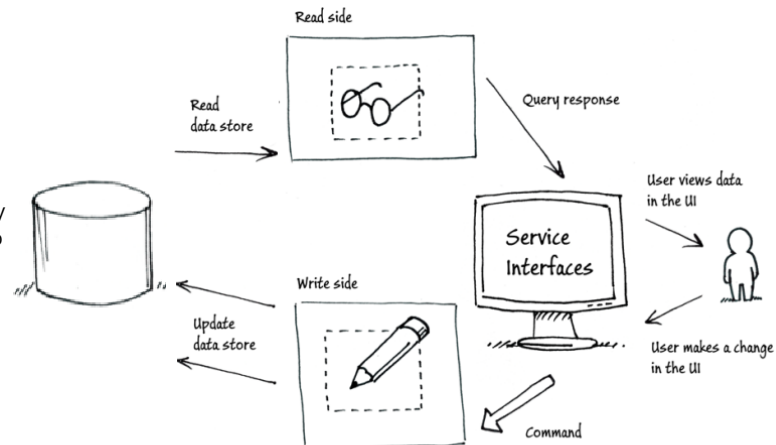 Read side
Read
data store
Query response
User views data
in the UI
Service
Interfaces
Write side
Update
data store
User makes a change
in the UI
Command